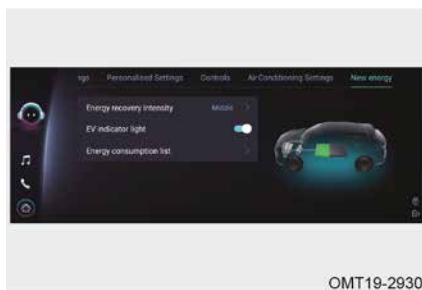 ngs Personalised Settings Controls Air Conditioning Settings New energy
Energy recovery intensity Middle
EV indicator light
Energy consumption list
OMT19-2930